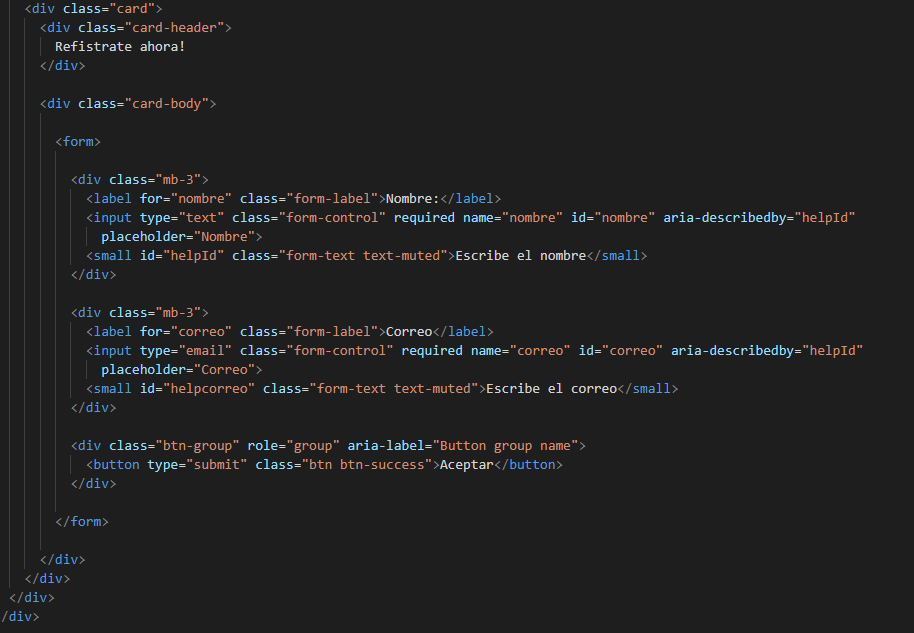 <div class="card">
<div class="card-header">
Refistrate ahora!
</div>
<div class="card-body">
<form>
<div class="mb-3">
<label for="nombre" class="form-label">Nombre:</label>
<input type="text" class="form-control" required name="nombre" id="nombre" aria-describedby="helpId"
placeholder="Nombre">
<small id="helpId" class="form-text text-muted">Escribe el nombre</small>
</div>
<div class="mb-3">
<label for="correo" class="form-label">Correo</label>
<input type="email" class="form-control" required name="correo" id="correo" aria-describedby="helpId"
placeholder="Correo">
<small id="helpcorreo" class="form-text text-muted">Escribe el correo</small>
</div>
<div class="btn-group" role="group" aria-label="Button group name">
<button type="submit" class="btn btn-success">Aceptar</button>
</div>
</form>
</div>
</div>
</div>
/div>